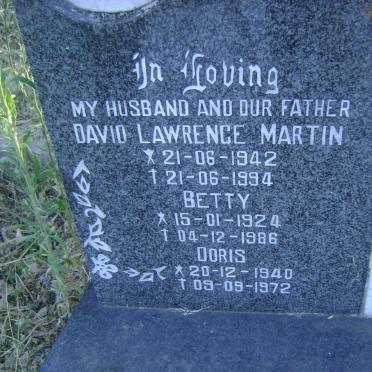 In Loving
MY HUSBAND AND OUR FATHER
DAVID LAWRENCE MARTIN
* 21-06-1942
† 21-06-1994
BETTY
* 15-01-1924
† 04-12-1986
DORIS
* 20-12-1940
† 09-09-1972